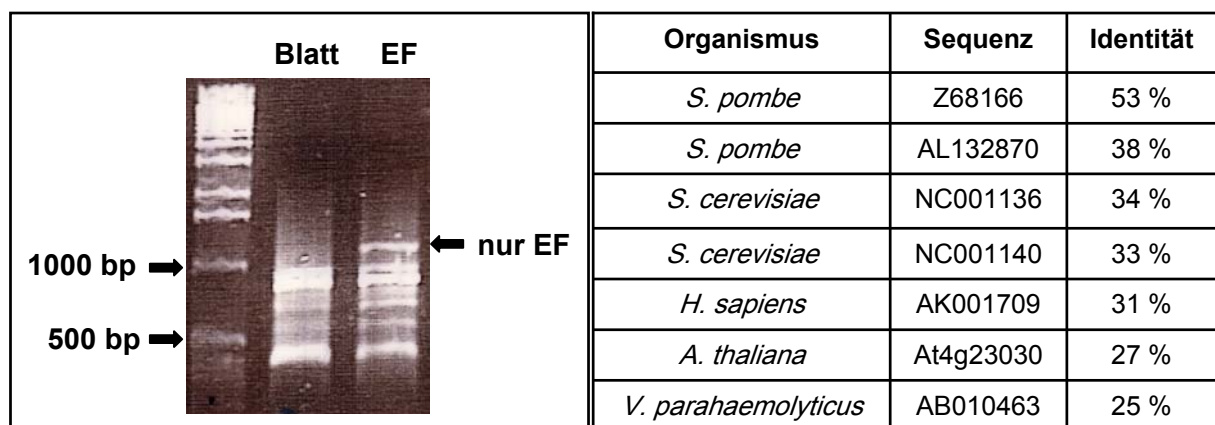 Blatt EF
nur EF
1000 bp
500 bp
Organismus Sequenz Identität
S. pombe Z68166 53 %
S. pombe AL132870 38 %
S. cerevisiae NC001136 34 %
S. cerevisiae NC001140 33 %
H. sapiens AK001709 31 %
A. thaliana At4g23030 27 %
V. parahaemolyticus AB010463 25 %